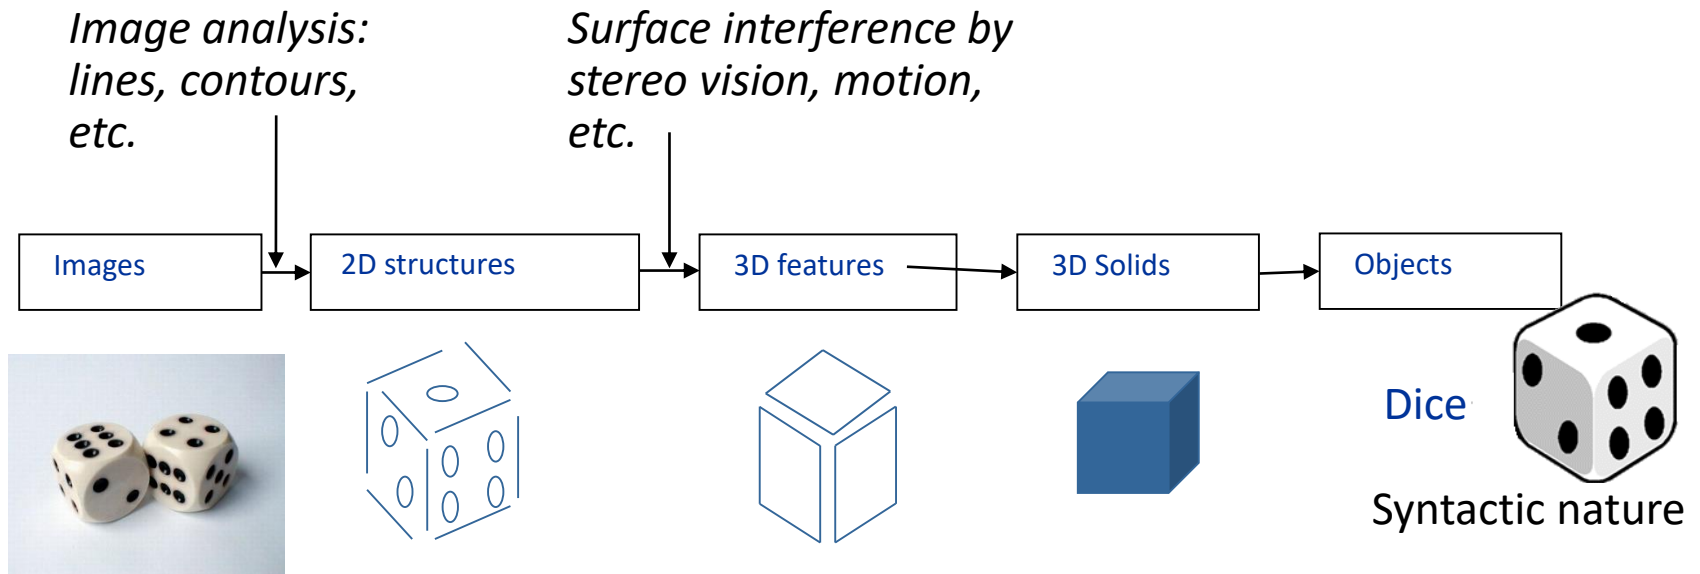 Image analysis:
lines, contours,
etc.
Surface interference by
stereo vision, motion,
etc.
Images
2D structures
3D features
3D Solids
Objects
Dice
Syntactic nature